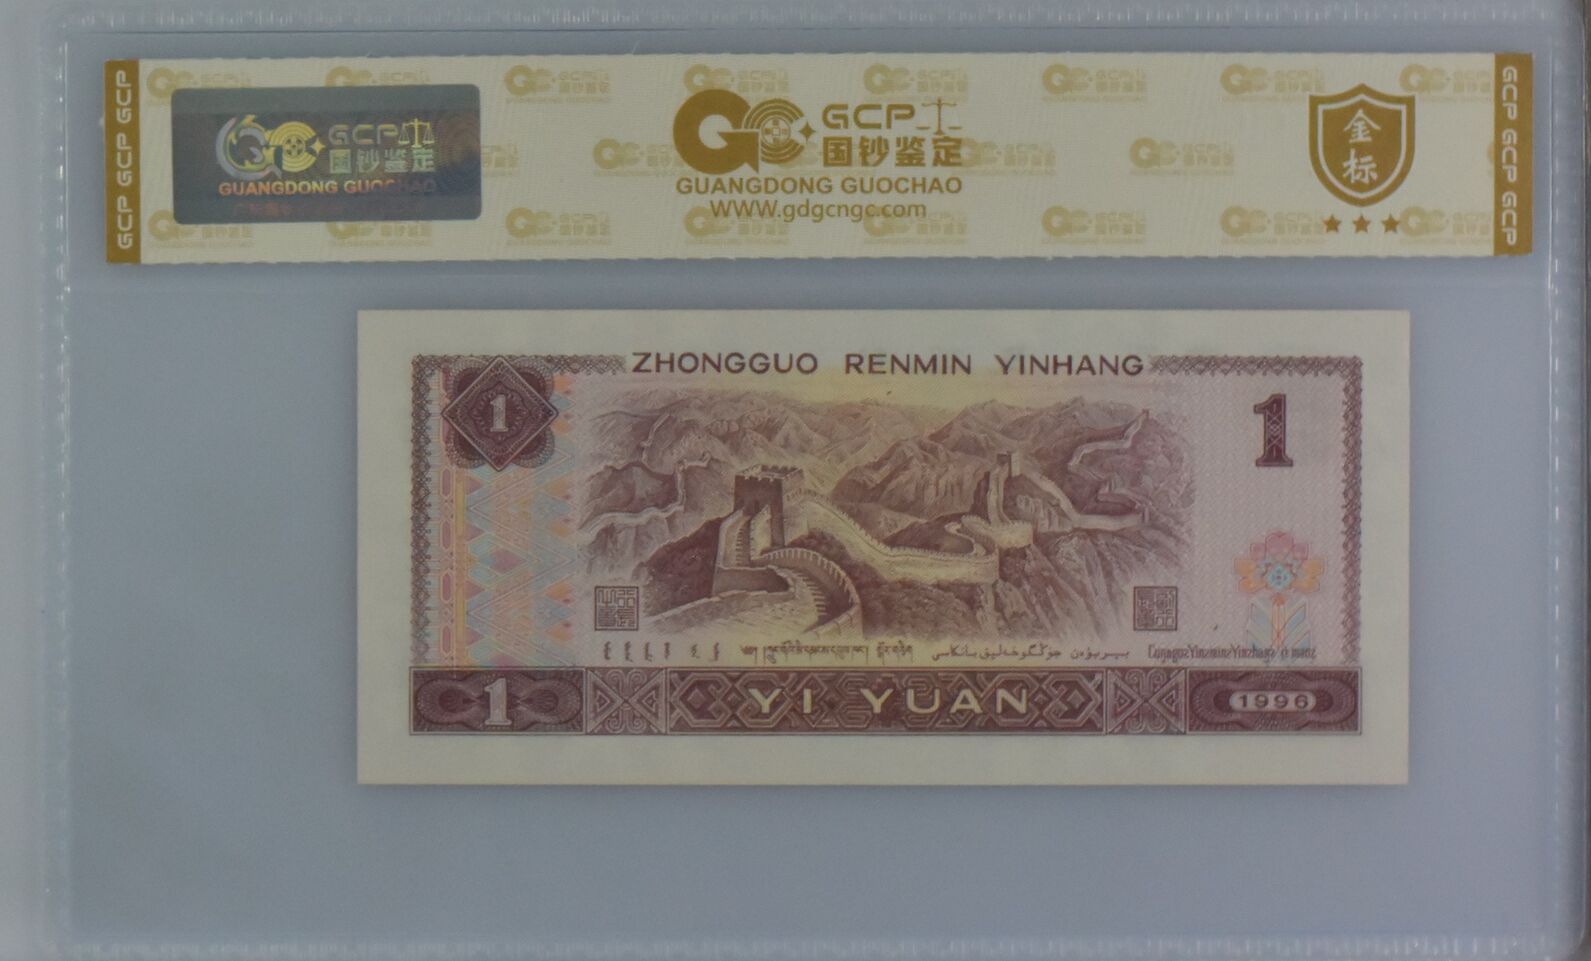 GCP GCP GCP
GCP
国钞鉴定
GUANGDONG GUOCHAO
GCP
国钞鉴定
GUANGDONG GUOCHAO
WWW.gdgcngc.com
金标
GCP GCP GCP
ZHONGGUO RENMIN YINHANG
1
1
1 YI YUAN 1996